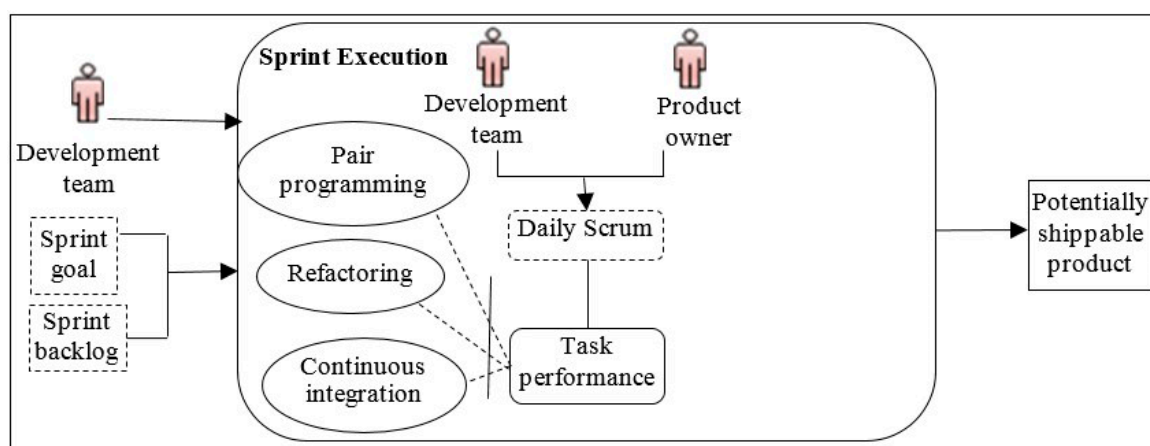 Sprint Execution
Development
team
Product
owner
Development
team
Pair
programming
Daily Scrum
Sprint
goal
Refactoring
Sprint
backlog
Continuous
integration
Task
performance
Potentially
shippable
product